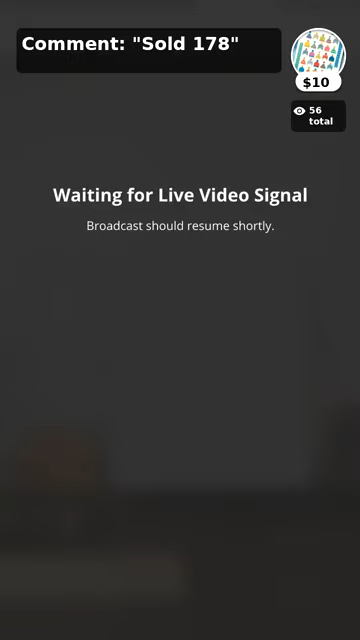 Comment: "Sold 178"
$10
56
total
Waiting for Live Video Signal
Broadcast should resume shortly.